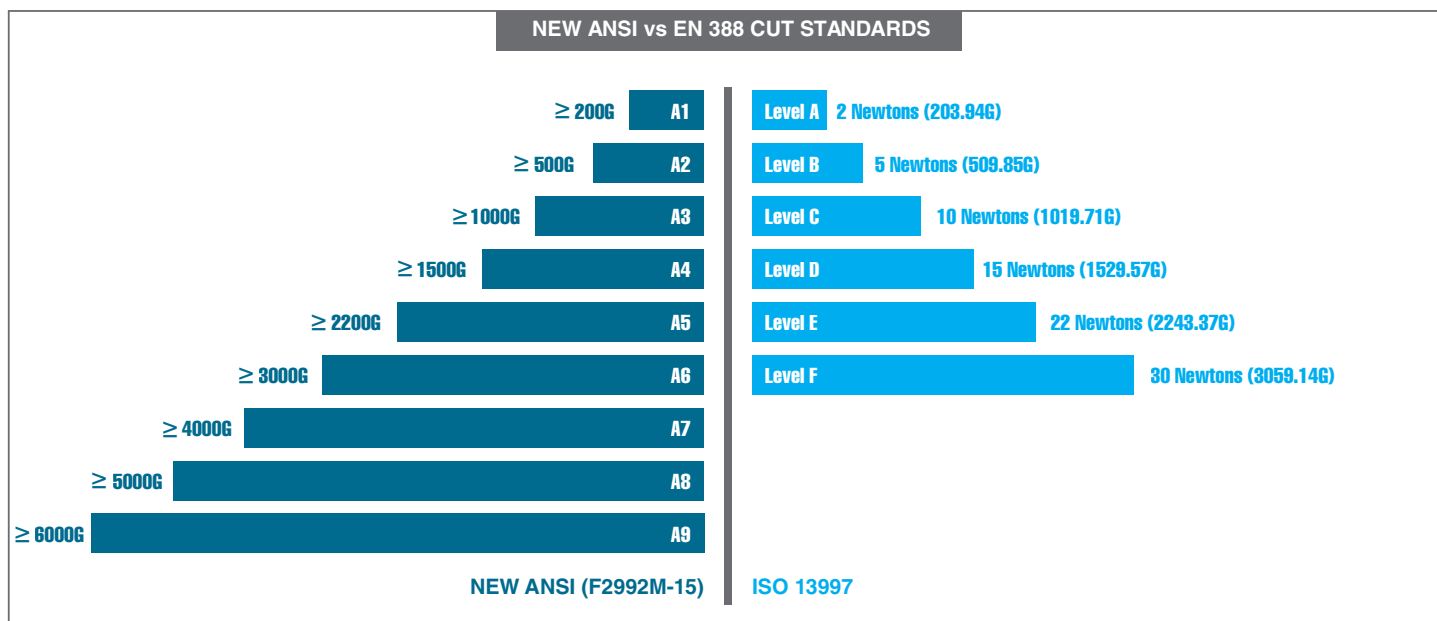 NEW ANSI vs EN 388 CUT STANDARDS
≥ 200G A1
≥ 500G A2
≥ 1000G A3
≥ 1500G A4
≥ 2200G A5
≥ 3000G A6
≥ 4000G A7
≥ 5000G A8
≥ 6000G A9
NEW ANSI (F2992M-15)
Level A 2 Newtons (203.94G)
Level B 5 Newtons (509.85G)
Level C 10 Newtons (1019.71G)
Level D 15 Newtons (1529.57G)
Level E 22 Newtons (2243.37G)
Level F 30 Newtons (3059.14G)
ISO 13997